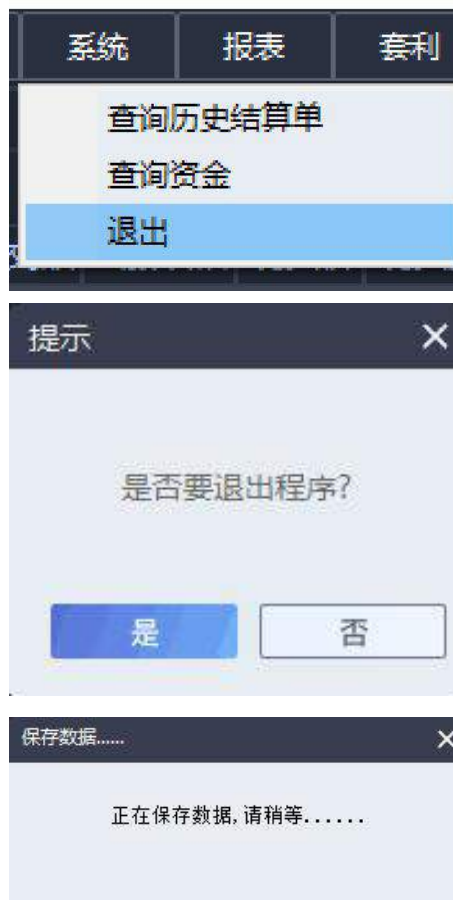 系统 报表 套利
查询历史结算单
查询资金
退出
提示
是否要退出程序?
是 否
保存数据......
正在保存数据,请稍等......